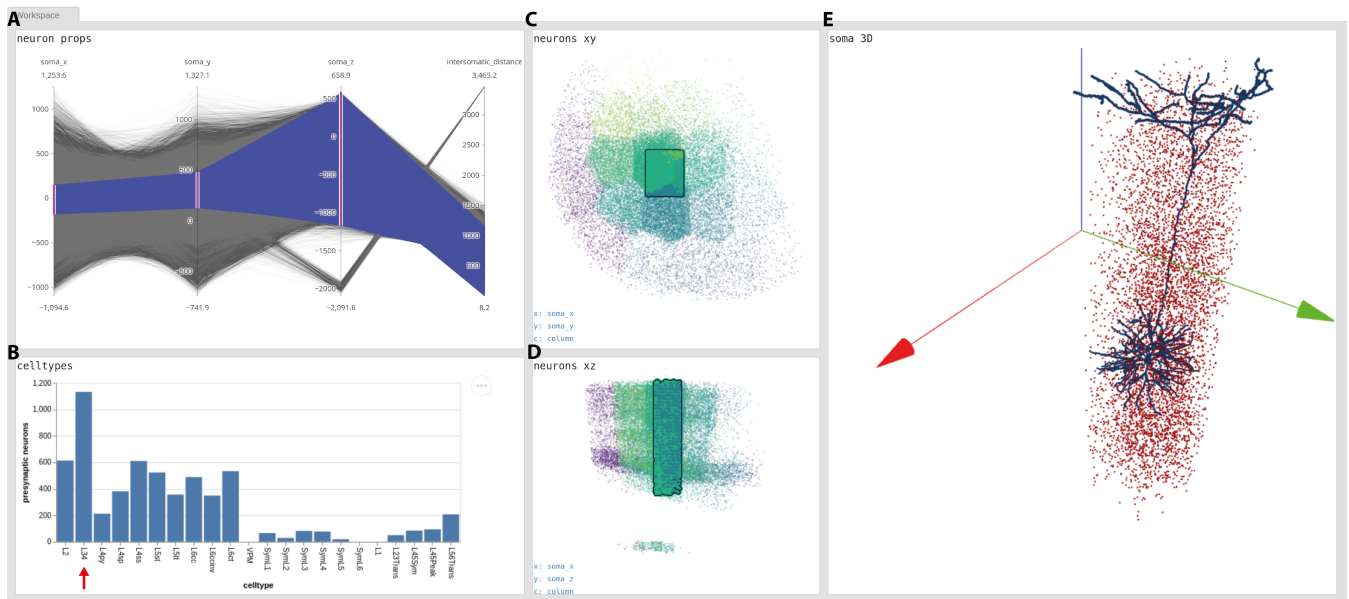 A
Workspace
neuron props
soma_x
soma_y
soma_z
intersomatic_distance
1,253.6
1,327.1
658.9
3,465.2
1000
500
0
−500
−1000
1000
500
0
−500
500
0
−500
−1000
−1500
−2000
3000
2500
2000
1500
1000
500
−1,094.6
−741.9
−2,091.6
8.2
B
celltypes
presynaptic neurons
1,200
1,000
800
600
400
200
0
L2
L34
L4py
L4sp
L4ss
L5st
L5tt
L6cc
L6ccinv
L6ct
VPM
SymL1
SymL2
SymL3
SymL4
SymL5
SymL6
L1
L23Trans
L45Sym
L45Peak
L56Trans
celltype
C
neurons xy
x: soma_x
y: soma_y
c: column
D
neurons xz
x: soma_x
y: soma_z
c: column
E
soma 3D